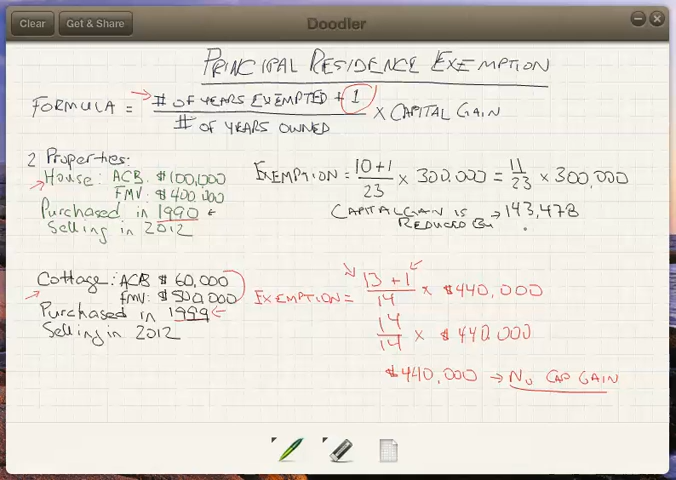 Clear
Get & Share
Doodler
PRINCIPAL RESIDENCE EXEMPTION
FORMULA = # OF YEARS EXEMPTED + 1
# OF YEARS OWNED
× CAPITAL GAIN
2 Properties:
House: ACB $100,000
FMV: $400,000
Purchased in 1990 ←
Selling in 2012
EXEMPTION = 10+1/23 × 300,000 = 11/23 × 300,000
CAPITAL GAIN IS → 143,478
REDUCED BY
Cottage: ACB $60,000
FMV: $500,000
Purchased in 1999 ←
Selling in 2012
EXEMPTION = 13+1/14 × $440,000
14/14 × $440,000
$440,000 → NO CAP GAIN